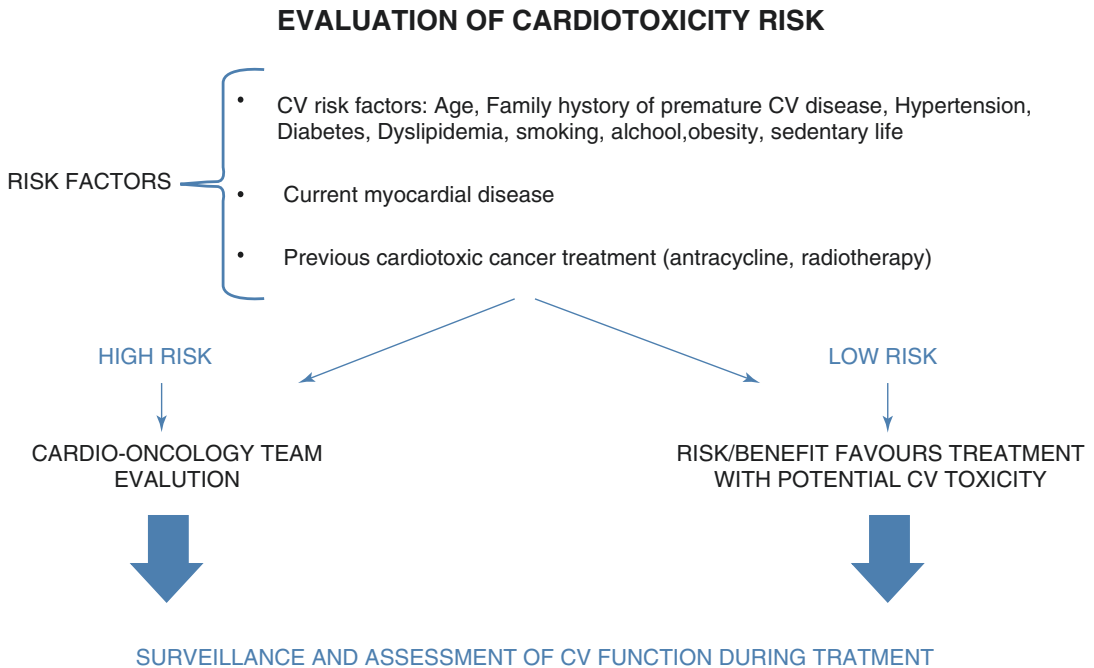 EVALUATION OF CARDIOTOXICITY RISK
RISK FACTORS
• CV risk factors: Age, Family hystory of premature CV disease, Hypertension,
Diabetes, Dyslipidemia, smoking, alchool,obesity, sedentary life
• Current myocardial disease
• Previous cardiotoxic cancer treatment (antracycline, radiotherapy)
HIGH RISK
CARDIO-ONCOLOGY TEAM
EVALUTION
LOW RISK
RISK/BENEFIT FAVOURS TREATMENT
WITH POTENTIAL CV TOXICITY
SURVEILLANCE AND ASSESSMENT OF CV FUNCTION DURING TRATMENT